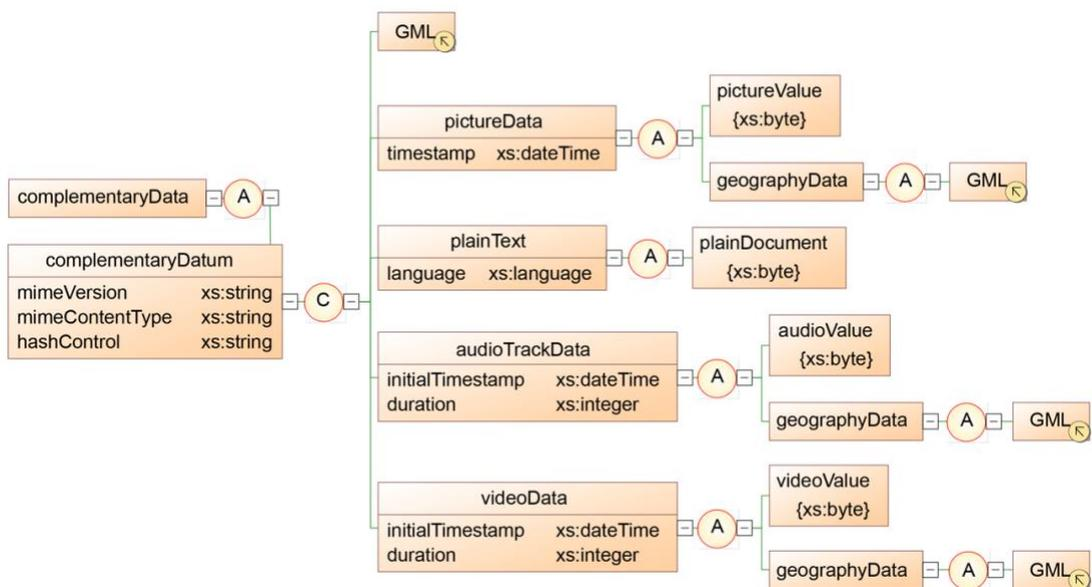 GML
pictureData
timestamp xs:dateTime
A
pictureValue
{xs:byte}
geographyData
A
GML
complementaryData
A
complementaryDatum
mimeVersion xs:string
mimeContentType xs:string
hashControl xs:string
C
plainText
language xs:language
A
plainDocument
{xs:byte}
audioTrackData
initialTimestamp xs:dateTime
duration xs:integer
A
audioValue
{xs:byte}
geographyData
A
GML
videoData
initialTimestamp xs:dateTime
duration xs:integer
A
videoValue
{xs:byte}
geographyData
A
GML